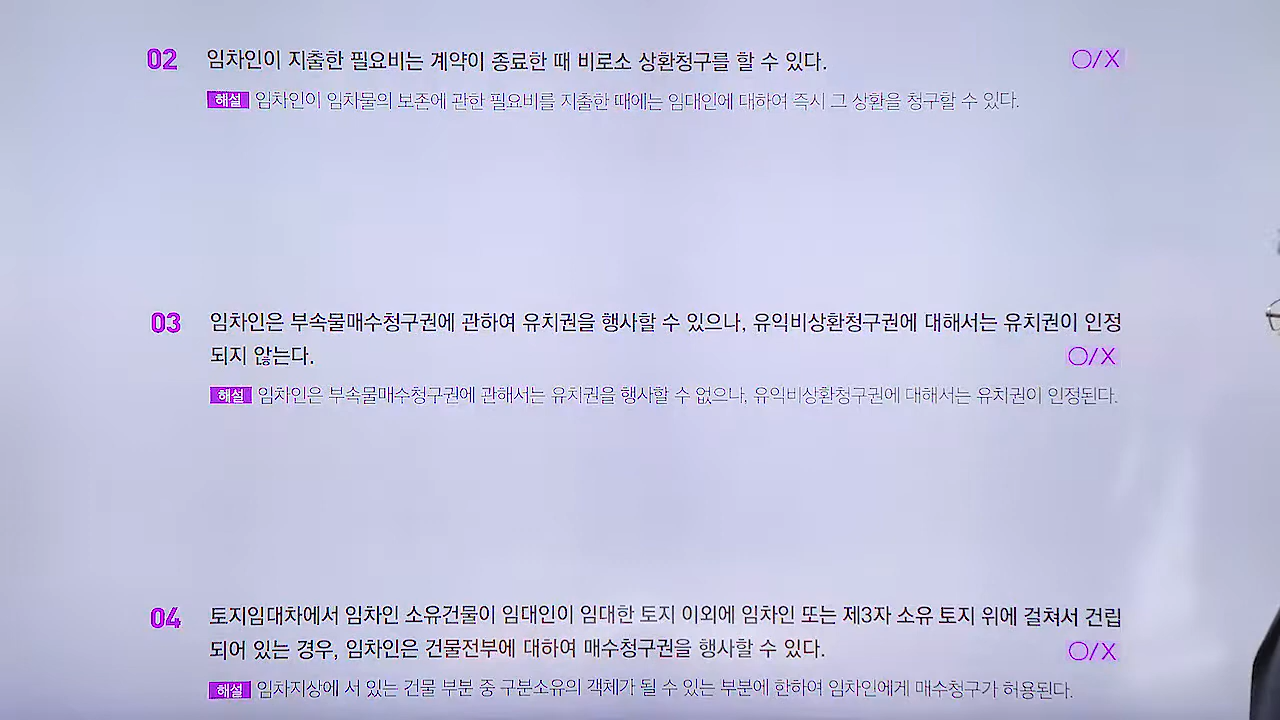 02 임차인이 지출한 필요비는 계약이 종료한 때 비로소 상환청구를 할 수 있다. O/X
해설 임차인이 임차물의 보존에 관한 필요비를 지출한 때에는 임대인에 대하여 즉시 그 상환을 청구할 수 있다.
03 임차인은 부속물매수청구권에 관하여 유치권을 행사할 수 있으나, 유익비상환청구권에 대해서는 유치권이 인정
되지 않는다. O/X
해설 임차인은 부속물매수청구권에 관해서는 유치권을 행사할 수 없으나, 유익비상환청구권에 대해서는 유치권이 인정된다.
04 토지임대차에서 임차인 소유건물이 임대인이 임대한 토지 이외에 임차인 또는 제3자 소유 토지 위에 걸쳐서 건립
되어 있는 경우, 임차인은 건물전부에 대하여 매수청구권을 행사할 수 있다. O/X
해설 임차지상에 서 있는 건물 부분 중 구분소유의 객체가 될 수 있는 부분에 한하여 임차인에게 매수청구가 허용된다.